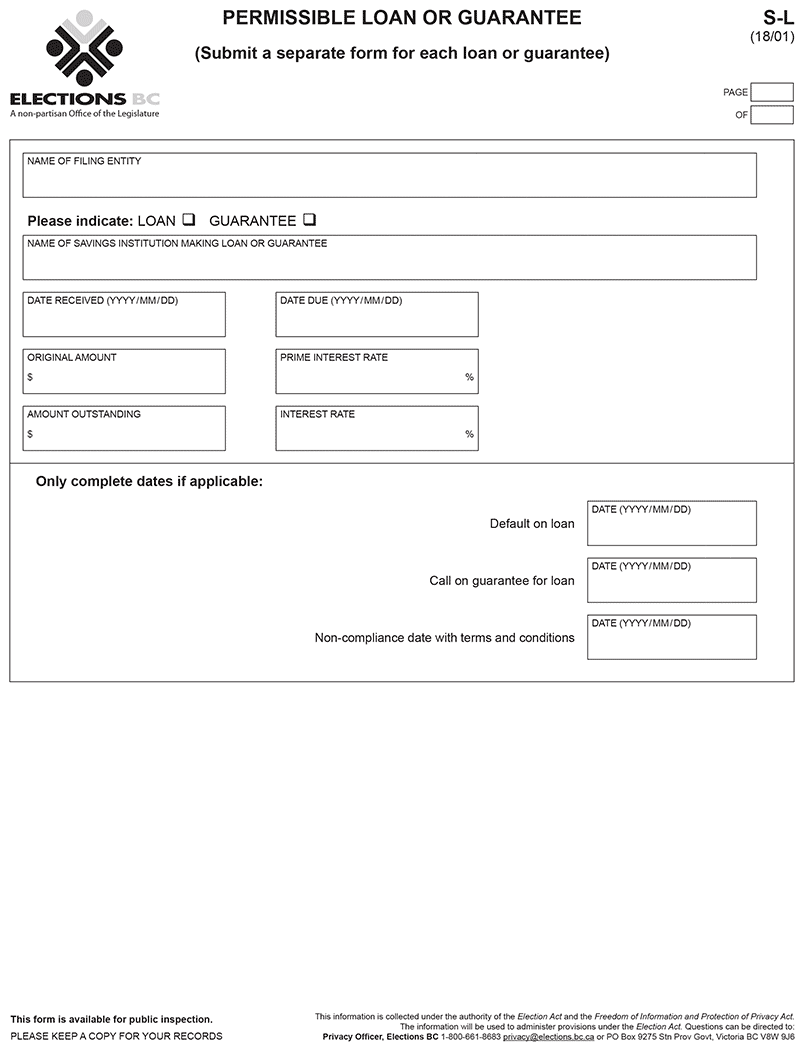 PERMISSIBLE LOAN OR GUARANTEE
S-L
(18/01)
(Submit a separate form for each loan or guarantee)
ELECTIONS BC
A non-partisan Office of the Legislature
PAGE
OF
NAME OF FILING ENTITY
Please indicate: LOAN ❑ GUARANTEE ❑
NAME OF SAVINGS INSTITUTION MAKING LOAN OR GUARANTEE
DATE RECEIVED (YYYY/MM/DD)
DATE DUE (YYYY/MM/DD)
ORIGINAL AMOUNT
$
PRIME INTEREST RATE
%
AMOUNT OUTSTANDING
$
INTEREST RATE
%
Only complete dates if applicable:
Default on loan
DATE (YYYY/MM/DD)
Call on guarantee for loan
DATE (YYYY/MM/DD)
Non-compliance date with terms and conditions
DATE (YYYY/MM/DD)
This form is available for public inspection.
PLEASE KEEP A COPY FOR YOUR RECORDS
This information is collected under the authority of the Election Act and the Freedom of Information and Protection of Privacy Act.
The information will be used to administer provisions under the Election Act. Questions can be directed to:
Privacy Officer, Elections BC 1-800-661-8683 privacy@elections.bc.ca or PO Box 9275 Stn Prov Govt, Victoria BC V8W 9J6